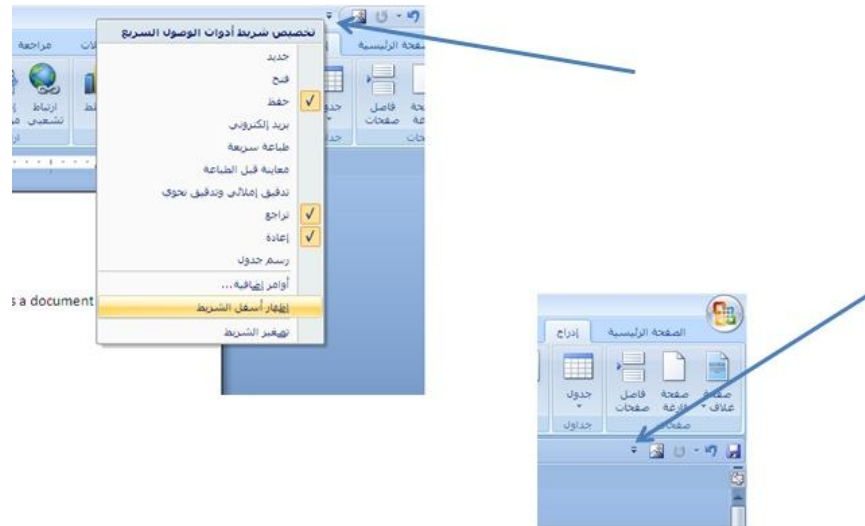 تخصيص شريط أدوات الوصول السريع
جديد
فتح
حفظ
بريد إلكتروني
طباعة سريعة
معاينة قبل الطباعة
تدقيق إملائي وتدقيق نحوي
تراجع
إعادة
رسم جدول
أوامر إضافية...
إظهار أسفل الشريط
تصغير الشريط
الرئيسية
مراجعة
فاصل
صفحات
ارتباط
تشعبي
s a document
الصفحة الرئيسية
إدراج
صفحة
غلاف
صفحة
فارغة
فاصل
صفحات
جدول
صفحات
جداول